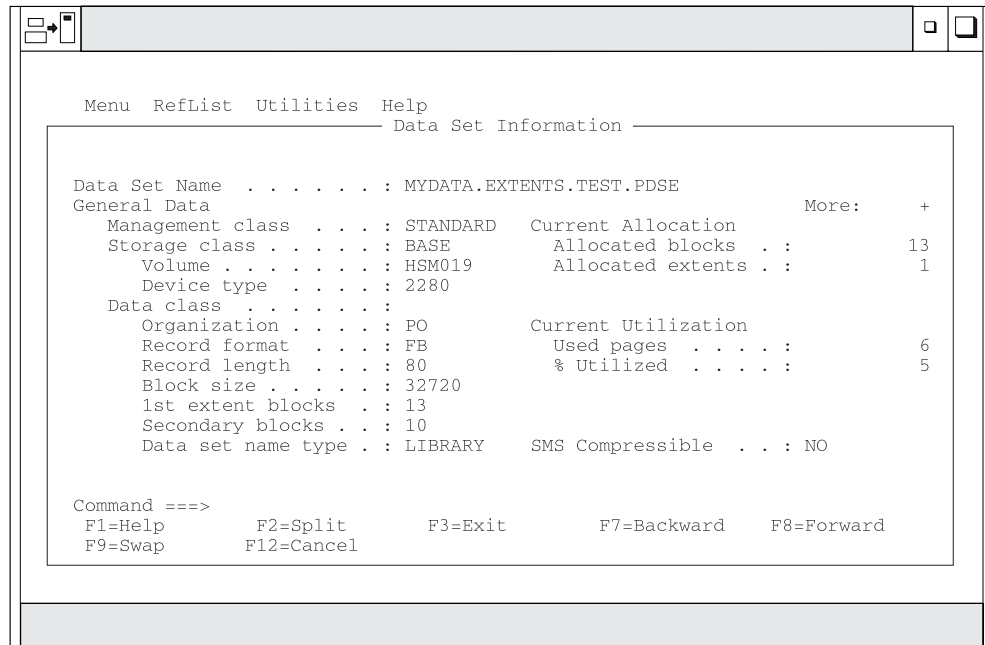 Menu RefList Utilities Help
Data Set Information
Data Set Name . . . . . . : MYDATA.EXTENTS.TEST.PDSE
General Data More: +
Management class . . . : STANDARD Current Allocation
Storage class . . . . . : BASE Allocated blocks . : 13
Volume . . . . . . . : HSM019 Allocated extents . : 1
Device type . . . . : 2280
Data class . . . . . . :
Organization . . . . : PO Current Utilization
Record format . . . : FB Used pages . . . . : 6
Record length . . . : 80 % Utilized . . . . : 5
Block size . . . . . : 32720
1st extent blocks . : 13
Secondary blocks . . : 10
Data set name type . : LIBRARY SMS Compressible . . : NO
Command ===>
F1=Help F2=Split F3=Exit F7=Backward F8=Forward
F9=Swap F12=Cancel